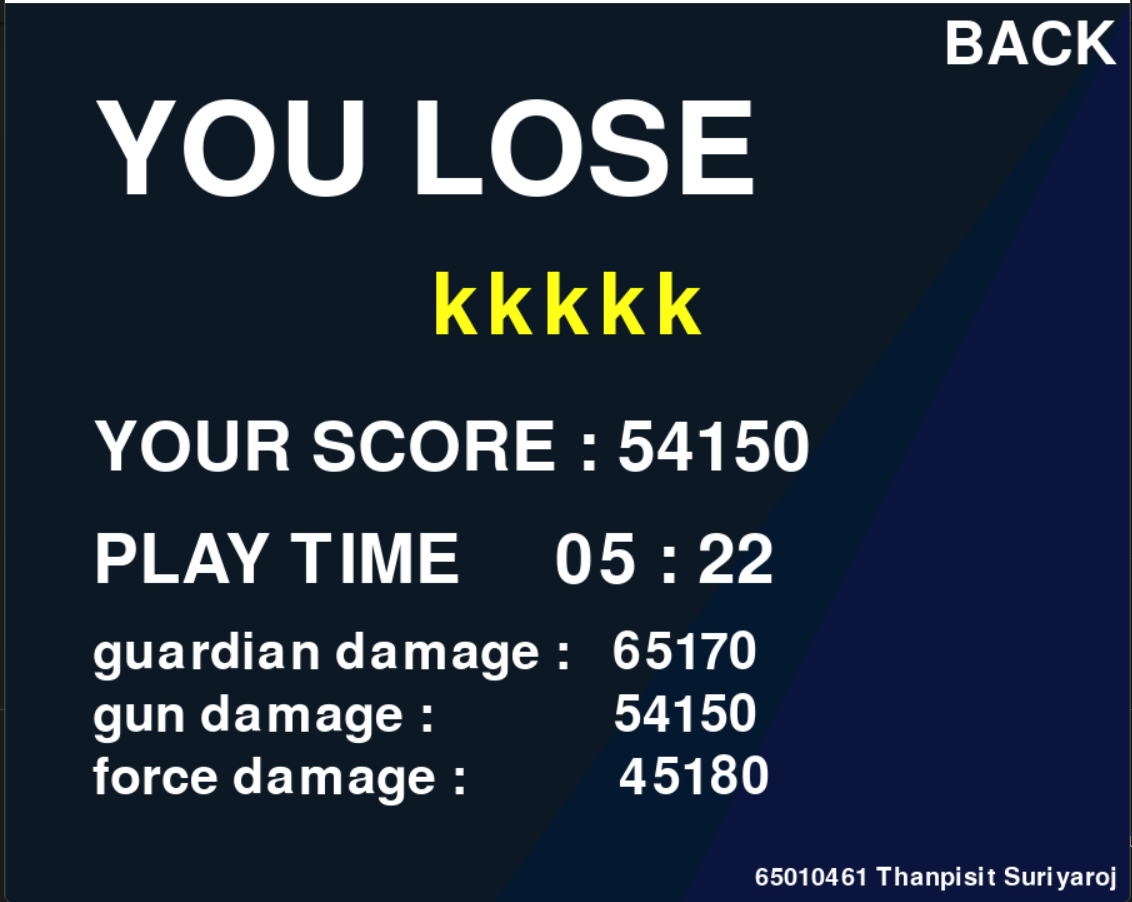 BACK
YOU LOSE
kkkkk
YOUR SCORE : 54150
PLAY TIME 05 : 22
guardian damage : 65170
gun damage : 54150
force damage : 45180
65010461 Thanpisit Suriyaroj